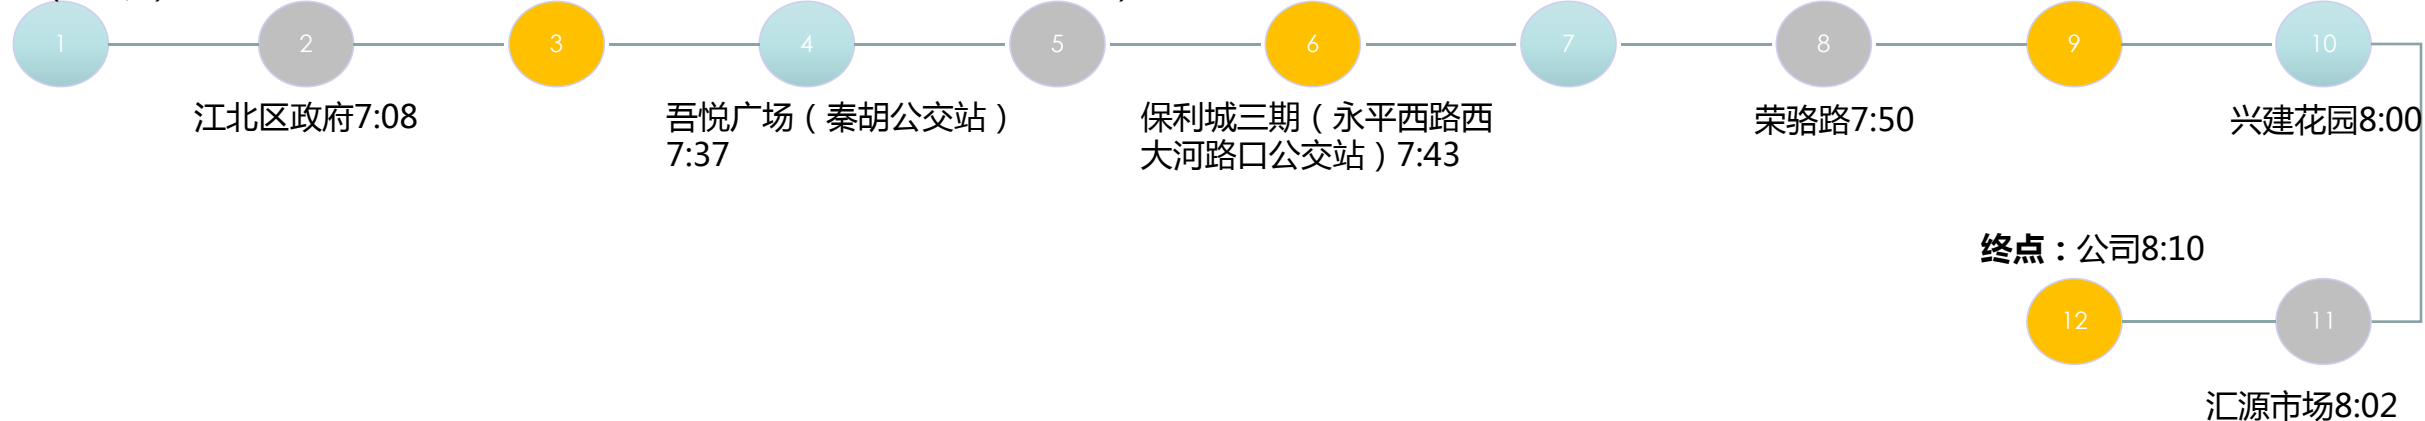 1 2 3 4 5 6 7 8 9 10
江北区政府7:08
吾悦广场（秦胡公交站）
7:37
保利城三期（永平西路西
大河路口公交站）7:43
荣骆路7:50
兴建花园8:00
终点：公司8:10
12 11
汇源市场8:02